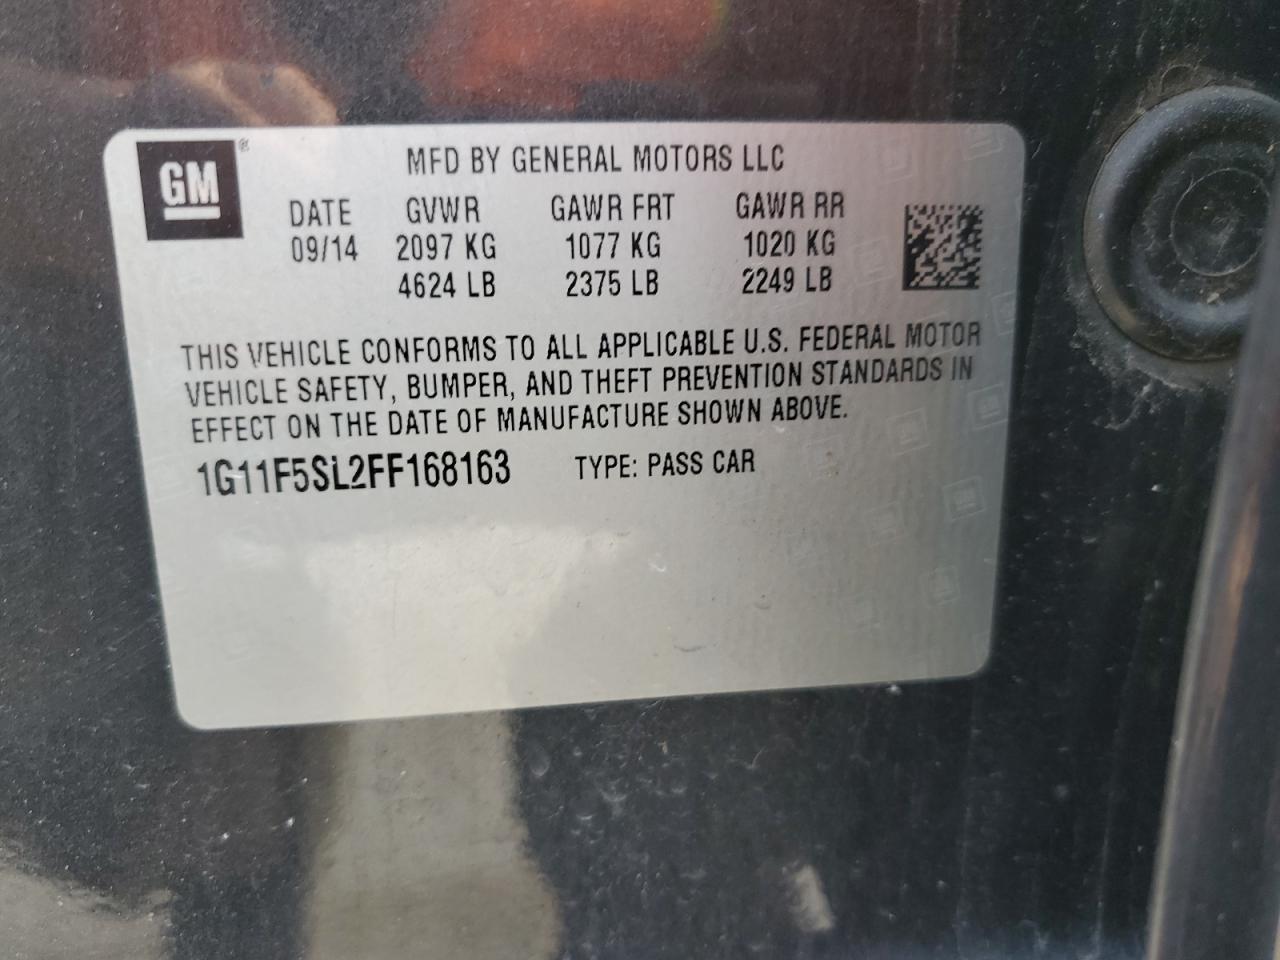 GM®
MFD BY GENERAL MOTORS LLC
DATE GVWR GAWR FRT GAWR RR
09/14 2097 KG 1077 KG 1020 KG
4624 LB 2375 LB 2249 LB
THIS VEHICLE CONFORMS TO ALL APPLICABLE U.S. FEDERAL MOTOR
VEHICLE SAFETY, BUMPER, AND THEFT PREVENTION STANDARDS IN
EFFECT ON THE DATE OF MANUFACTURE SHOWN ABOVE.
1G11F5SL2FF168163 TYPE: PASS CAR